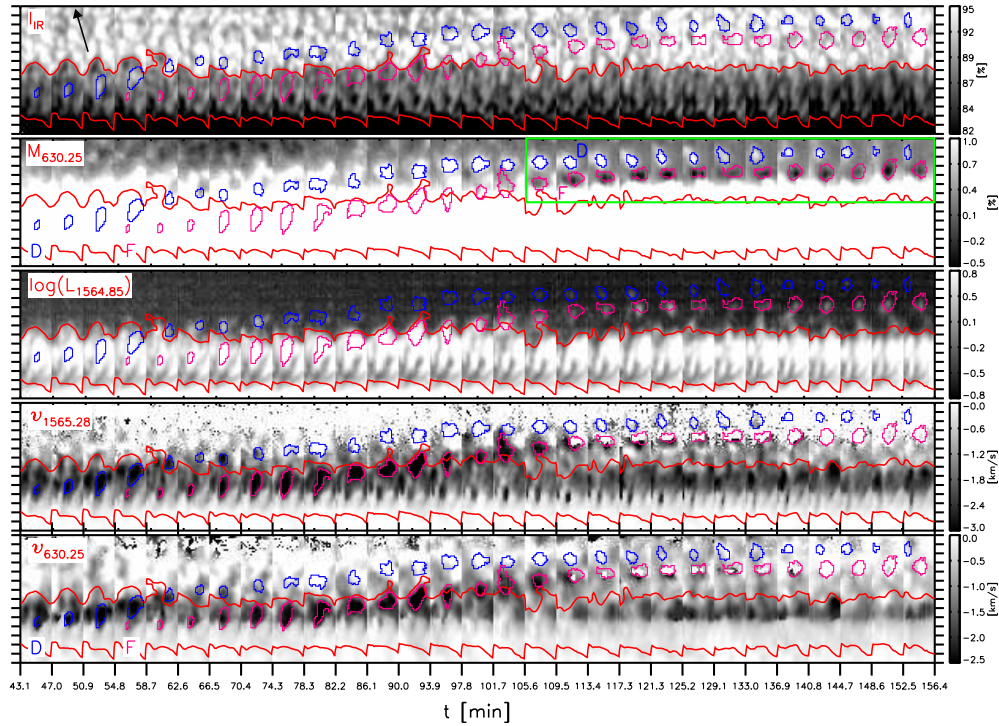 I_IR
95
92
89
87
84
82
[%]
M_630.25
D
F
D
F
1.0
0.7
0.4
0.1
-0.2
-0.5
[%]
log(L_1564.85)
0.8
0.5
0.1
-0.2
-0.5
-0.8
υ_1565.28
-0.0
-0.6
-1.2
-1.8
-2.4
-3.0
[km/s]
υ_630.25
D
F
0.0
-0.5
-1.0
-1.5
-2.0
-2.5
[km/s]
43.1 47.0 50.9 54.8 58.7 62.6 66.5 70.4 74.3 78.2 82.2 86.1 90.0 93.9 97.8 101.7 105.6 109.5 113.4 117.3 121.3 125.2 129.1 133.0 136.9 140.8 144.7 148.6 152.5 156.4
t [min]